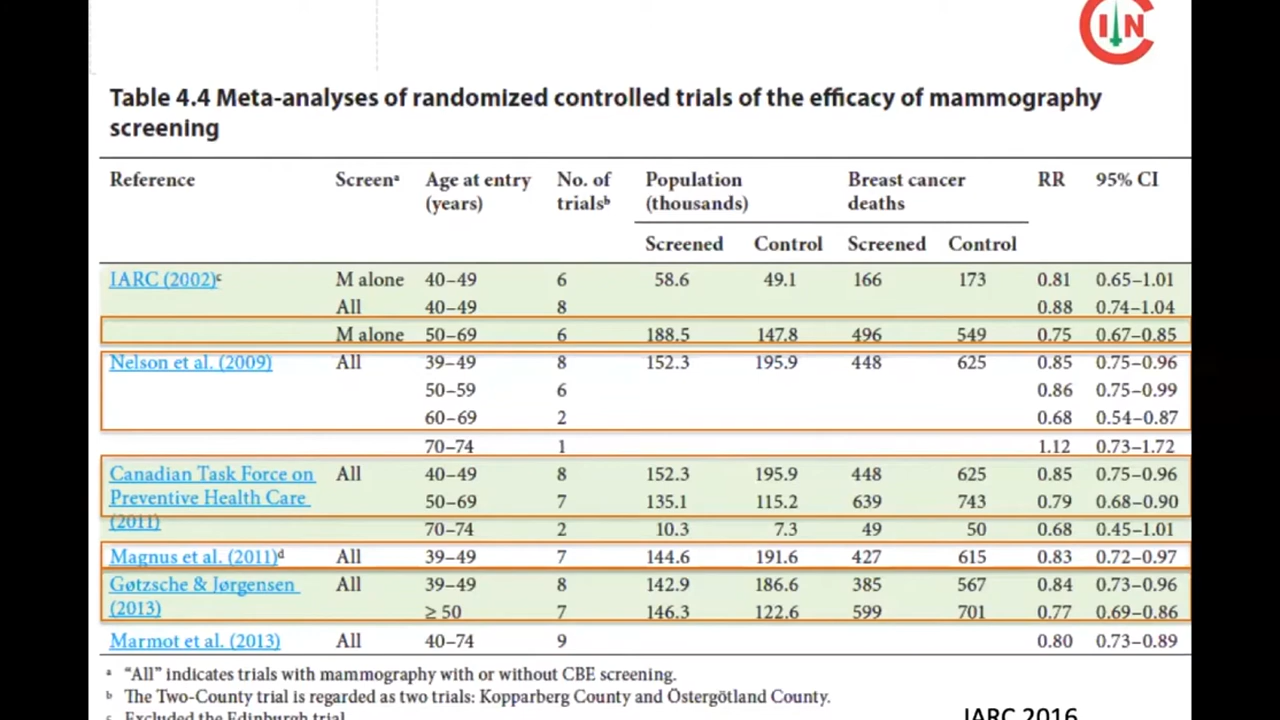 CIN
Table 4.4 Meta-analyses of randomized controlled trials of the efficacy of mammography
screening
Reference Screenᵃ Age at entry No. of Population Breast cancer RR 95% CI
(years) trialsᵇ (thousands) deaths
Screened Control Screened Control
IARC (2002)ᶜ M alone 40–49 6 58.6 49.1 166 173 0.81 0.65–1.01
All 40–49 8 0.88 0.74–1.04
M alone 50–69 6 188.5 147.8 496 549 0.75 0.67–0.85
Nelson et al. (2009) All 39–49 8 152.3 195.9 448 625 0.85 0.75–0.96
50–59 6 0.86 0.75–0.99
60–69 2 0.68 0.54–0.87
70–74 1 1.12 0.73–1.72
Canadian Task Force on All 40–49 8 152.3 195.9 448 625 0.85 0.75–0.96
Preventive Health Care 50–69 7 135.1 115.2 639 743 0.79 0.68–0.90
(2011) 70–74 2 10.3 7.3 49 50 0.68 0.45–1.01
Magnus et al. (2011)ᵈ All 39–49 7 144.6 191.6 427 615 0.83 0.72–0.97
Gøtzsche & Jørgensen All 39–49 8 142.9 186.6 385 567 0.84 0.73–0.96
(2013) ≥ 50 7 146.3 122.6 599 701 0.77 0.69–0.86
Marmot et al. (2013) All 40–74 9 0.80 0.73–0.89
ᵃ "All" indicates trials with mammography with or without CBE screening.
ᵇ The Two-County trial is regarded as two trials: Kopparberg County and Östergötland County.
ᶜ Excluded the Edinburgh trial
IARC 2016